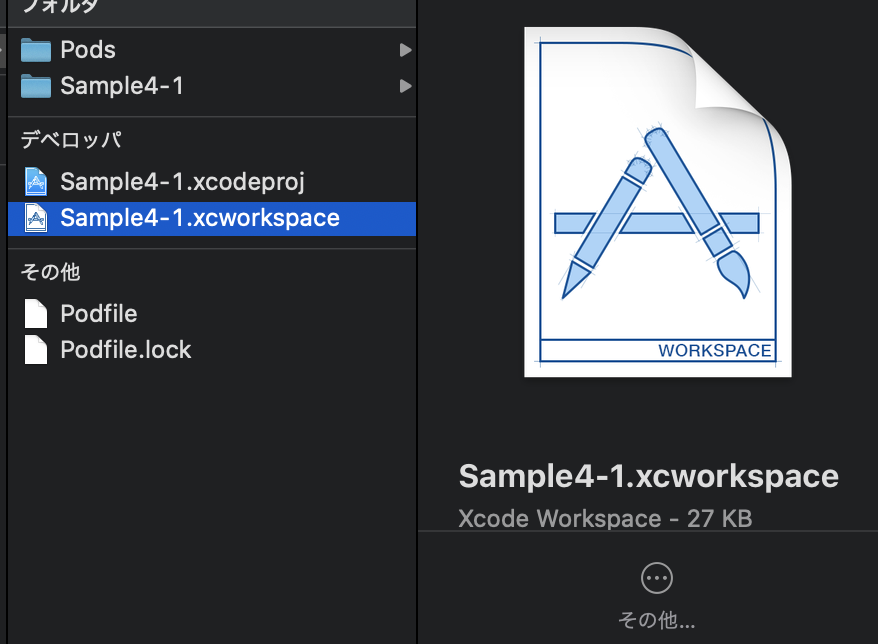 フォルダ
Pods
Sample4-1
デベロッパ
Sample4-1.xcodeproj
Sample4-1.xcworkspace
その他
Podfile
Podfile.lock
WORKSPACE
Sample4-1.xcworkspace
Xcode Workspace - 27 KB
その他...